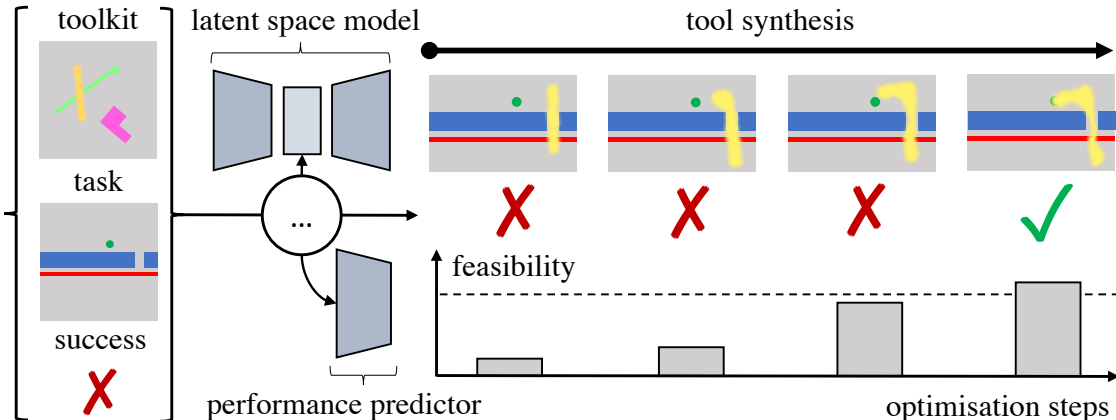 toolkit
task
success
latent space model
...
performance predictor
tool synthesis
feasibility
optimisation steps